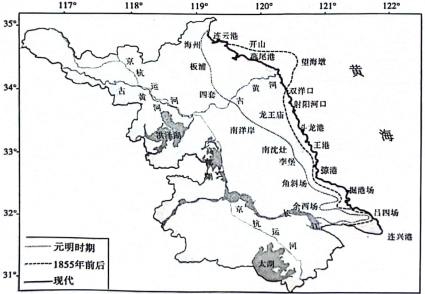 117° 118° 119° 120° 121° 122°
35°
34°
33°
32°
31°
连云港
海州
开山
燕尾港
望海墩
黄
海
板浦
京
杭
运
河
古
黄
河
四套
古
黄
河
双洋口
射阳河口
龙王庙
斗龙港
洪泽湖
南洋岸
王港
南沈灶
李堡
琼港
角斜场
掘港场
余西场
吕四场
连兴港
长
京
杭
运
河
太湖
元明时期
1855年前后
现代